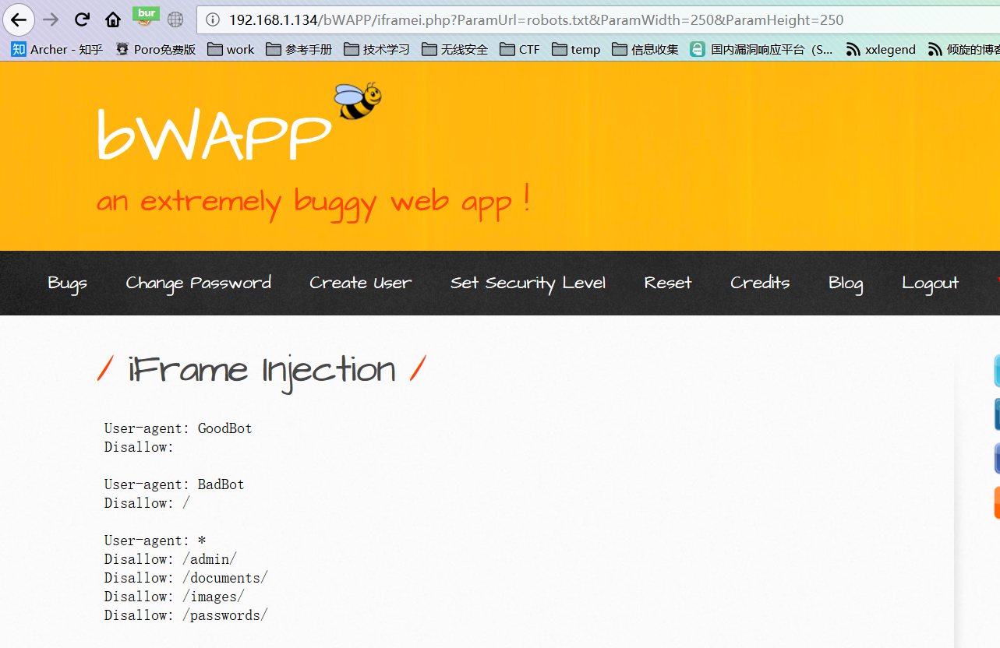 bur
192.168.1.134/bWAPP/iframei.php?ParamUrl=robots.txt&ParamWidth=250&ParamHeight=250
知 Archer - 知乎 Poro免费版 work 参考手册 技术学习 无线安全 CTF temp 信息收集 国内漏洞响应平台（S... xxlegend 倾旋的博客
bWAPP
an extremely buggy web app !
Bugs Change Password Create User Set Security Level Reset Credits Blog Logout
/ iFrame Injection /
User-agent: GoodBot
Disallow:
User-agent: BadBot
Disallow: /
User-agent: *
Disallow: /admin/
Disallow: /documents/
Disallow: /images/
Disallow: /passwords/